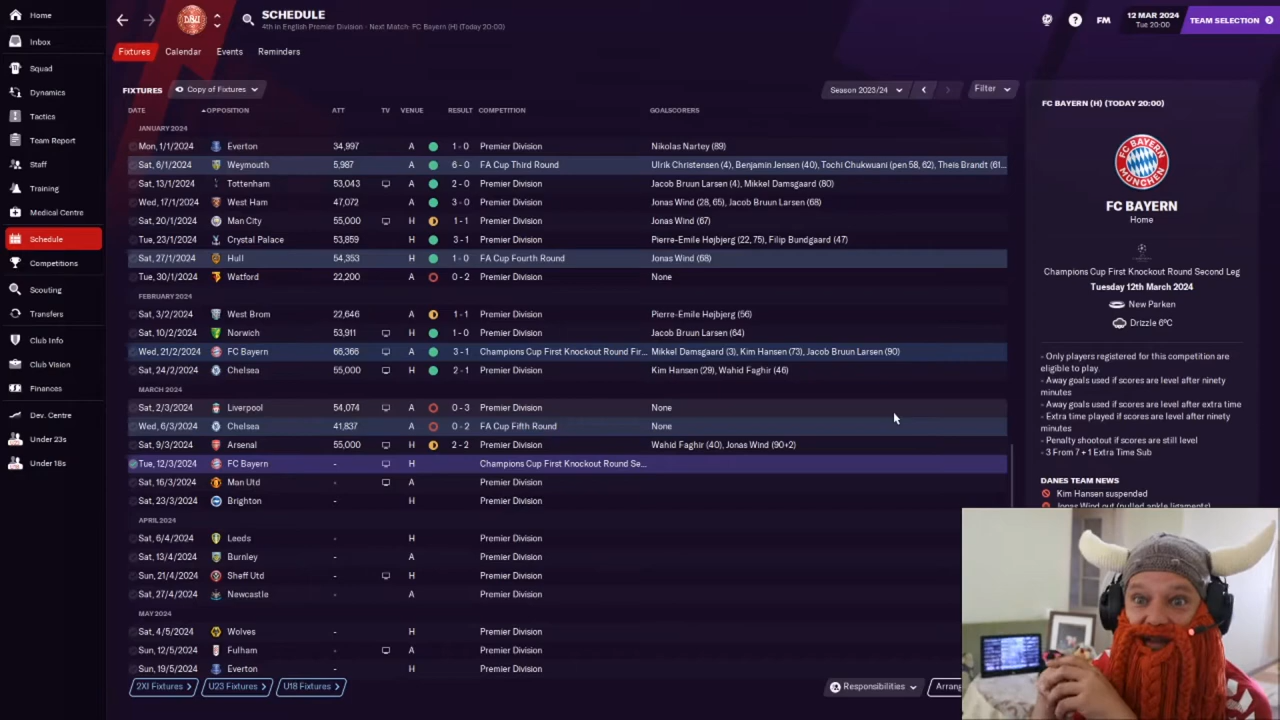 Home
Inbox
Squad
Dynamics
Tactics
Team Report
Staff
Training
Medical Centre
Schedule
Competitions
Scouting
Transfers
Club Info
Club Vision
Finances
Dev. Centre
Under 23s
Under 18s
DBU
SCHEDULE
4th in English Premier Division - Next Match: FC Bayern (H) (Today 20:00)
FM
12 MAR 2024
Tue 20:00
TEAM SELECTION
Fixtures Calendar Events Reminders
FIXTURES Copy of Fixtures Season 2023/24 Filter
DATE OPPOSITION ATT TV VENUE RESULT COMPETITION GOALSCORERS
JANUARY 2024
Mon, 1/1/2024 Everton 34,997 A 1 - 0 Premier Division Nikolas Nartey (89)
Sat, 6/1/2024 Weymouth 5,987 A 6 - 0 FA Cup Third Round Ulrik Christensen (4), Benjamin Jensen (40), Tochi Chukwuani (pen 58, 62), Theis Brandt (61...
Sat, 13/1/2024 Tottenham 53,043 A 2 - 0 Premier Division Jacob Bruun Larsen (4), Mikkel Damsgaard (80)
Wed, 17/1/2024 West Ham 47,072 A 3 - 0 Premier Division Jonas Wind (28, 65), Jacob Bruun Larsen (68)
Sat, 20/1/2024 Man City 55,000 H 1 - 1 Premier Division Jonas Wind (67)
Tue, 23/1/2024 Crystal Palace 53,859 H 3 - 1 Premier Division Pierre-Emile Højbjerg (22, 75), Filip Bundgaard (47)
Sat, 27/1/2024 Hull 54,353 H 1 - 0 FA Cup Fourth Round Jonas Wind (68)
Tue, 30/1/2024 Watford 22,200 A 0 - 2 Premier Division None
FEBRUARY 2024
Sat, 3/2/2024 West Brom 22,646 A 1 - 1 Premier Division Pierre-Emile Højbjerg (56)
Sat, 10/2/2024 Norwich 53,911 H 1 - 0 Premier Division Jacob Bruun Larsen (64)
Wed, 21/2/2024 FC Bayern 66,366 A 3 - 1 Champions Cup First Knockout Round Fir... Mikkel Damsgaard (3), Kim Hansen (73), Jacob Bruun Larsen (90)
Sat, 24/2/2024 Chelsea 55,000 H 2 - 1 Premier Division Kim Hansen (29), Wahid Faghir (46)
MARCH 2024
Sat, 2/3/2024 Liverpool 54,074 A 0 - 3 Premier Division None
Wed, 6/3/2024 Chelsea 41,837 A 0 - 2 FA Cup Fifth Round None
Sat, 9/3/2024 Arsenal 55,000 H 2 - 2 Premier Division Wahid Faghir (40), Jonas Wind (90+2)
Tue, 12/3/2024 FC Bayern - H Champions Cup First Knockout Round Se...
Sat, 16/3/2024 Man Utd - A Premier Division
Sat, 23/3/2024 Brighton - H Premier Division
APRIL 2024
Sat, 6/4/2024 Leeds - H Premier Division
Sat, 13/4/2024 Burnley - A Premier Division
Sun, 21/4/2024 Sheff Utd - H Premier Division
Sat, 27/4/2024 Newcastle - A Premier Division
MAY 2024
Sat, 4/5/2024 Wolves - H Premier Division
Sun, 12/5/2024 Fulham - A Premier Division
Sun, 19/5/2024 Everton - H Premier Division
2XI Fixtures U23 Fixtures U18 Fixtures Responsibilities Arrang
FC BAYERN (H) (TODAY 20:00)
FC BAYERN
MÜNCHEN
FC BAYERN
Home
Champions Cup First Knockout Round Second Leg
Tuesday 12th March 2024
New Parken
Drizzle 6ºC
- Only players registered for this competition are
eligible to play.
- Away goals used if scores are level after ninety
minutes
- Away goals used if scores are level after extra time
- Extra time played if scores are level after ninety
minutes
- Penalty shootout if scores are still level
- 3 From 7 + 1 Extra Time Sub
DANES TEAM NEWS
Kim Hansen suspended
Jonas Wind out (pulled ankle ligaments)